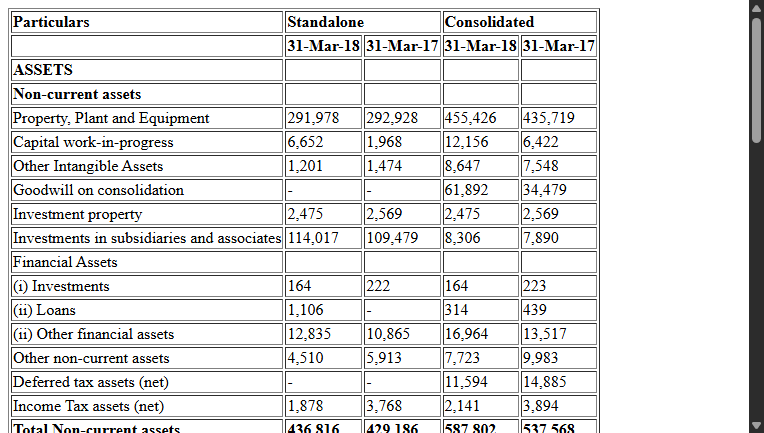 Particulars Standalone Consolidated
31-Mar-18 31-Mar-17 31-Mar-18 31-Mar-17
ASSETS
Non-current assets
Property, Plant and Equipment 291,978 292,928 455,426 435,719
Capital work-in-progress 6,652 1,968 12,156 6,422
Other Intangible Assets 1,201 1,474 8,647 7,548
Goodwill on consolidation - - 61,892 34,479
Investment property 2,475 2,569 2,475 2,569
Investments in subsidiaries and associates 114,017 109,479 8,306 7,890
Financial Assets
(i) Investments 164 222 164 223
(ii) Loans 1,106 - 314 439
(ii) Other financial assets 12,835 10,865 16,964 13,517
Other non-current assets 4,510 5,913 7,723 9,983
Deferred tax assets (net) - - 11,594 14,885
Income Tax assets (net) 1,878 3,768 2,141 3,894
Total Non-current assets 436,816 429,186 587,802 537,568